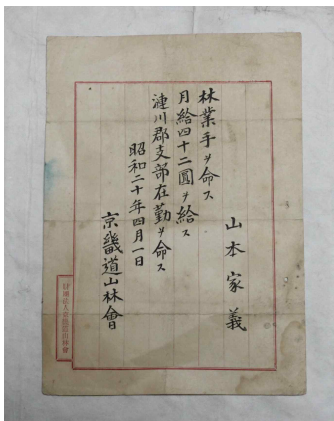 山本家義
林業手ヲ命ス
月給四十二圓ヲ給ス
漣川郡支部在勤ヲ命ス
昭和二十年四月一日
京畿道山林會